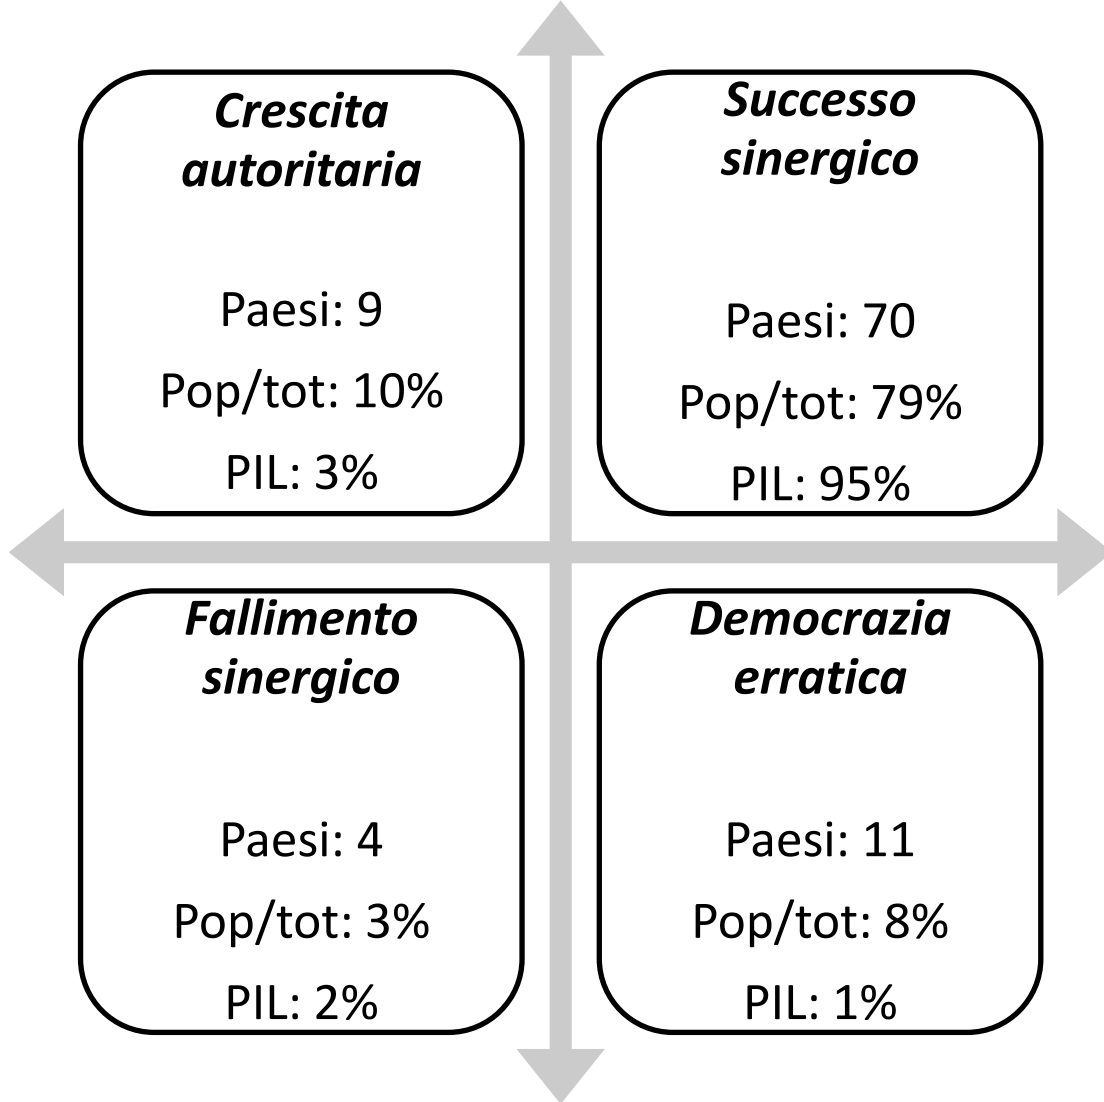 Crescita
autoritaria
Paesi: 9
Pop/tot: 10%
PIL: 3%
Successo
sinergico
Paesi: 70
Pop/tot: 79%
PIL: 95%
Fallimento
sinergico
Paesi: 4
Pop/tot: 3%
PIL: 2%
Democrazia
erratica
Paesi: 11
Pop/tot: 8%
PIL: 1%